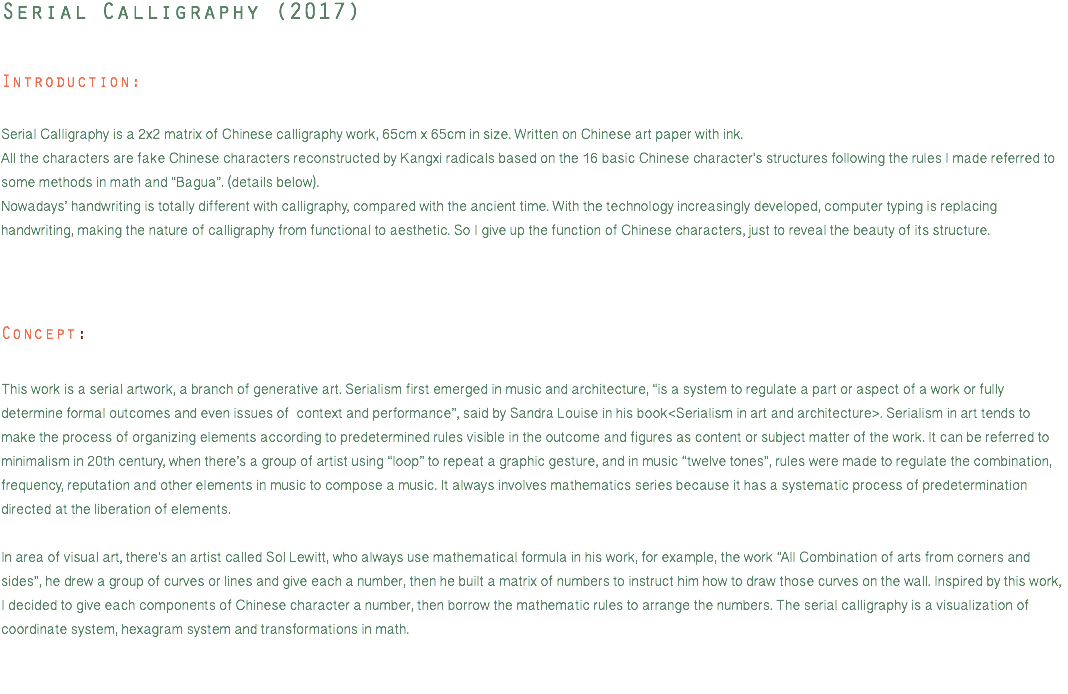 Serial Calligraphy (2017)
Introduction:
Serial Calligraphy is a 2x2 matrix of Chinese calligraphy work, 65cm x 65cm in size. Written on Chinese art paper with ink.
All the characters are fake Chinese characters reconstructed by Kangxi radicals based on the 16 basic Chinese character's structures following the rules I made referred to
some methods in math and “Bagua”. (details below).
Nowadays’ handwriting is totally different with calligraphy, compared with the ancient time. With the technology increasingly developed, computer typing is replacing
handwriting, making the nature of calligraphy from functional to aesthetic. So I give up the function of Chinese characters, just to reveal the beauty of its structure.
Concept:
This work is a serial artwork, a branch of generative art. Serialism first emerged in music and architecture, “is a system to regulate a part or aspect of a work or fully
determine formal outcomes and even issues of  context and performance”, said by Sandra Louise in his book<Serialism in art and architecture>. Serialism in art tends to
make the process of organizing elements according to predetermined rules visible in the outcome and figures as content or subject matter of the work. It can be referred to
minimalism in 20th century, when there’s a group of artist using “loop” to repeat a graphic gesture, and in music “twelve tones”, rules were made to regulate the combination,
frequency, reputation and other elements in music to compose a music. It always involves mathematics series because it has a systematic process of predetermination
directed at the liberation of elements.
In area of visual art, there's an artist called Sol Lewitt, who always use mathematical formula in his work, for example, the work “All Combination of arts from corners and
sides”, he drew a group of curves or lines and give each a number, then he built a matrix of numbers to instruct him how to draw those curves on the wall. Inspired by this work,
I decided to give each components of Chinese character a number, then borrow the mathematic rules to arrange the numbers. The serial calligraphy is a visualization of
coordinate system, hexagram system and transformations in math.